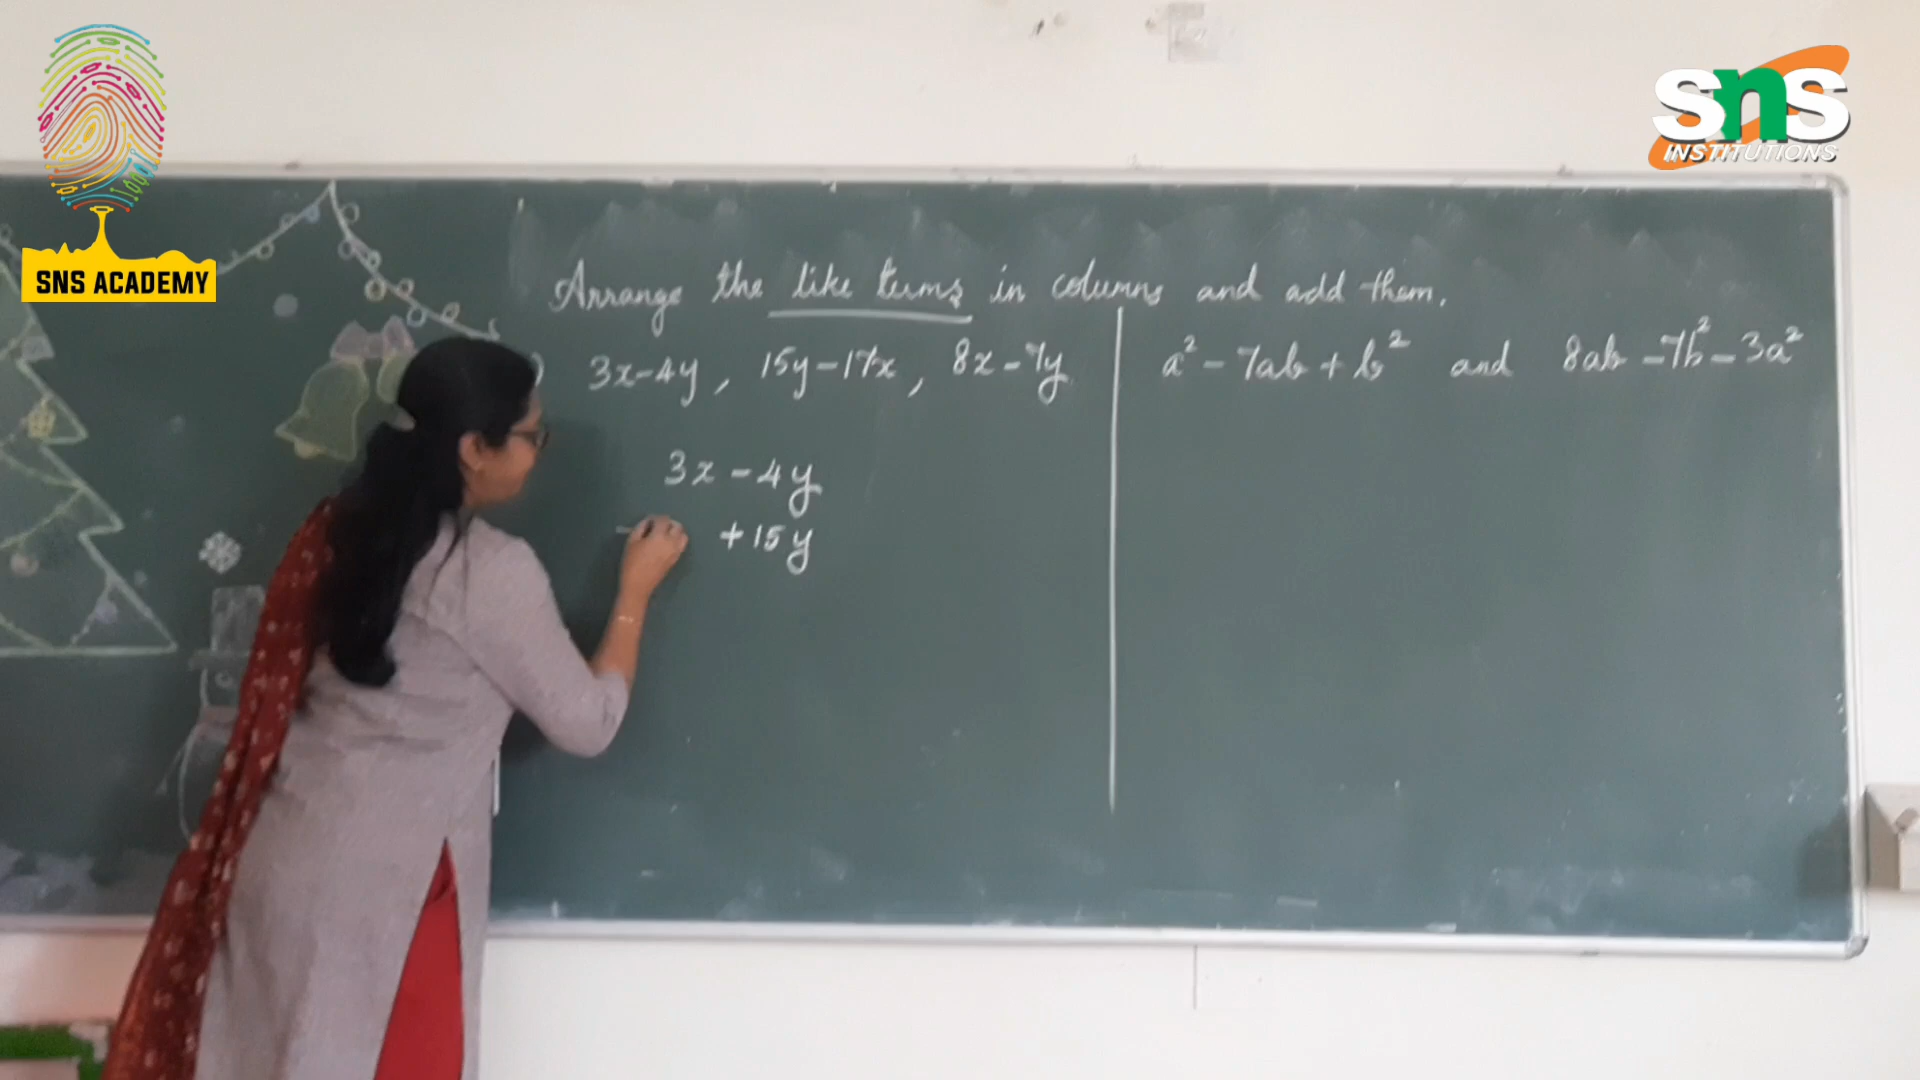 SNS ACADEMY
sns
INSTITUTIONS
Arrange the like terms in columns and add them.
) 3x-4y, 15y-17x, 8x-7y
3x-4y
- +15y
a²-7ab+b² and 8ab-7b²-3a²